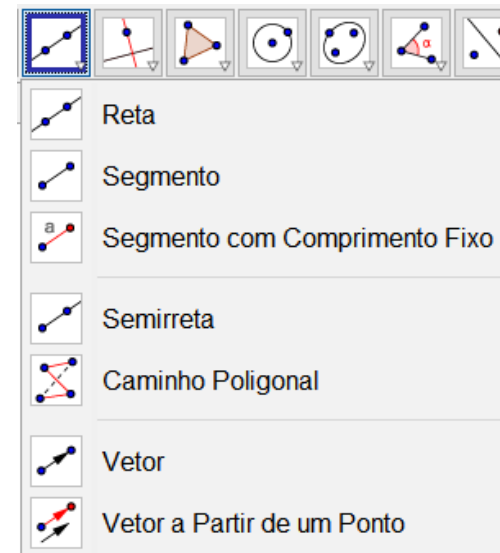 α
Reta
Segmento
a
Segmento com Comprimento Fixo
Semirreta
Caminho Poligonal
Vetor
Vetor a Partir de um Ponto